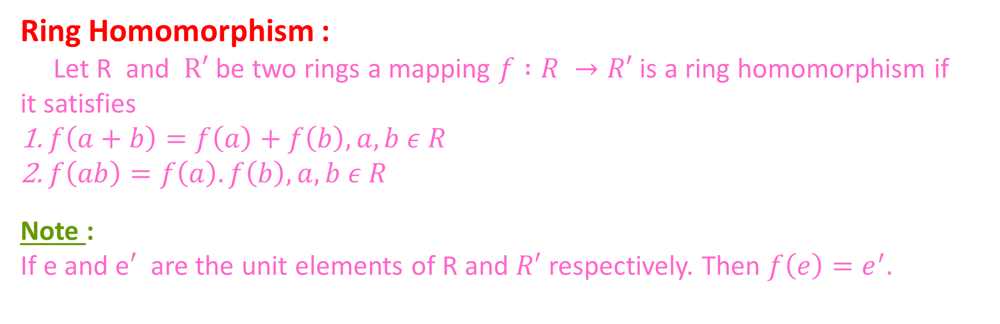 Ring Homomorphism :
Let R and R′ be two rings a mapping f : R → R′ is a ring homomorphism if
it satisfies
1. f(a + b) = f(a) + f(b), a, b ϵ R
2. f(ab) = f(a). f(b), a, b ϵ R
Note :
If e and e′ are the unit elements of R and R′ respectively. Then f(e) = e′.